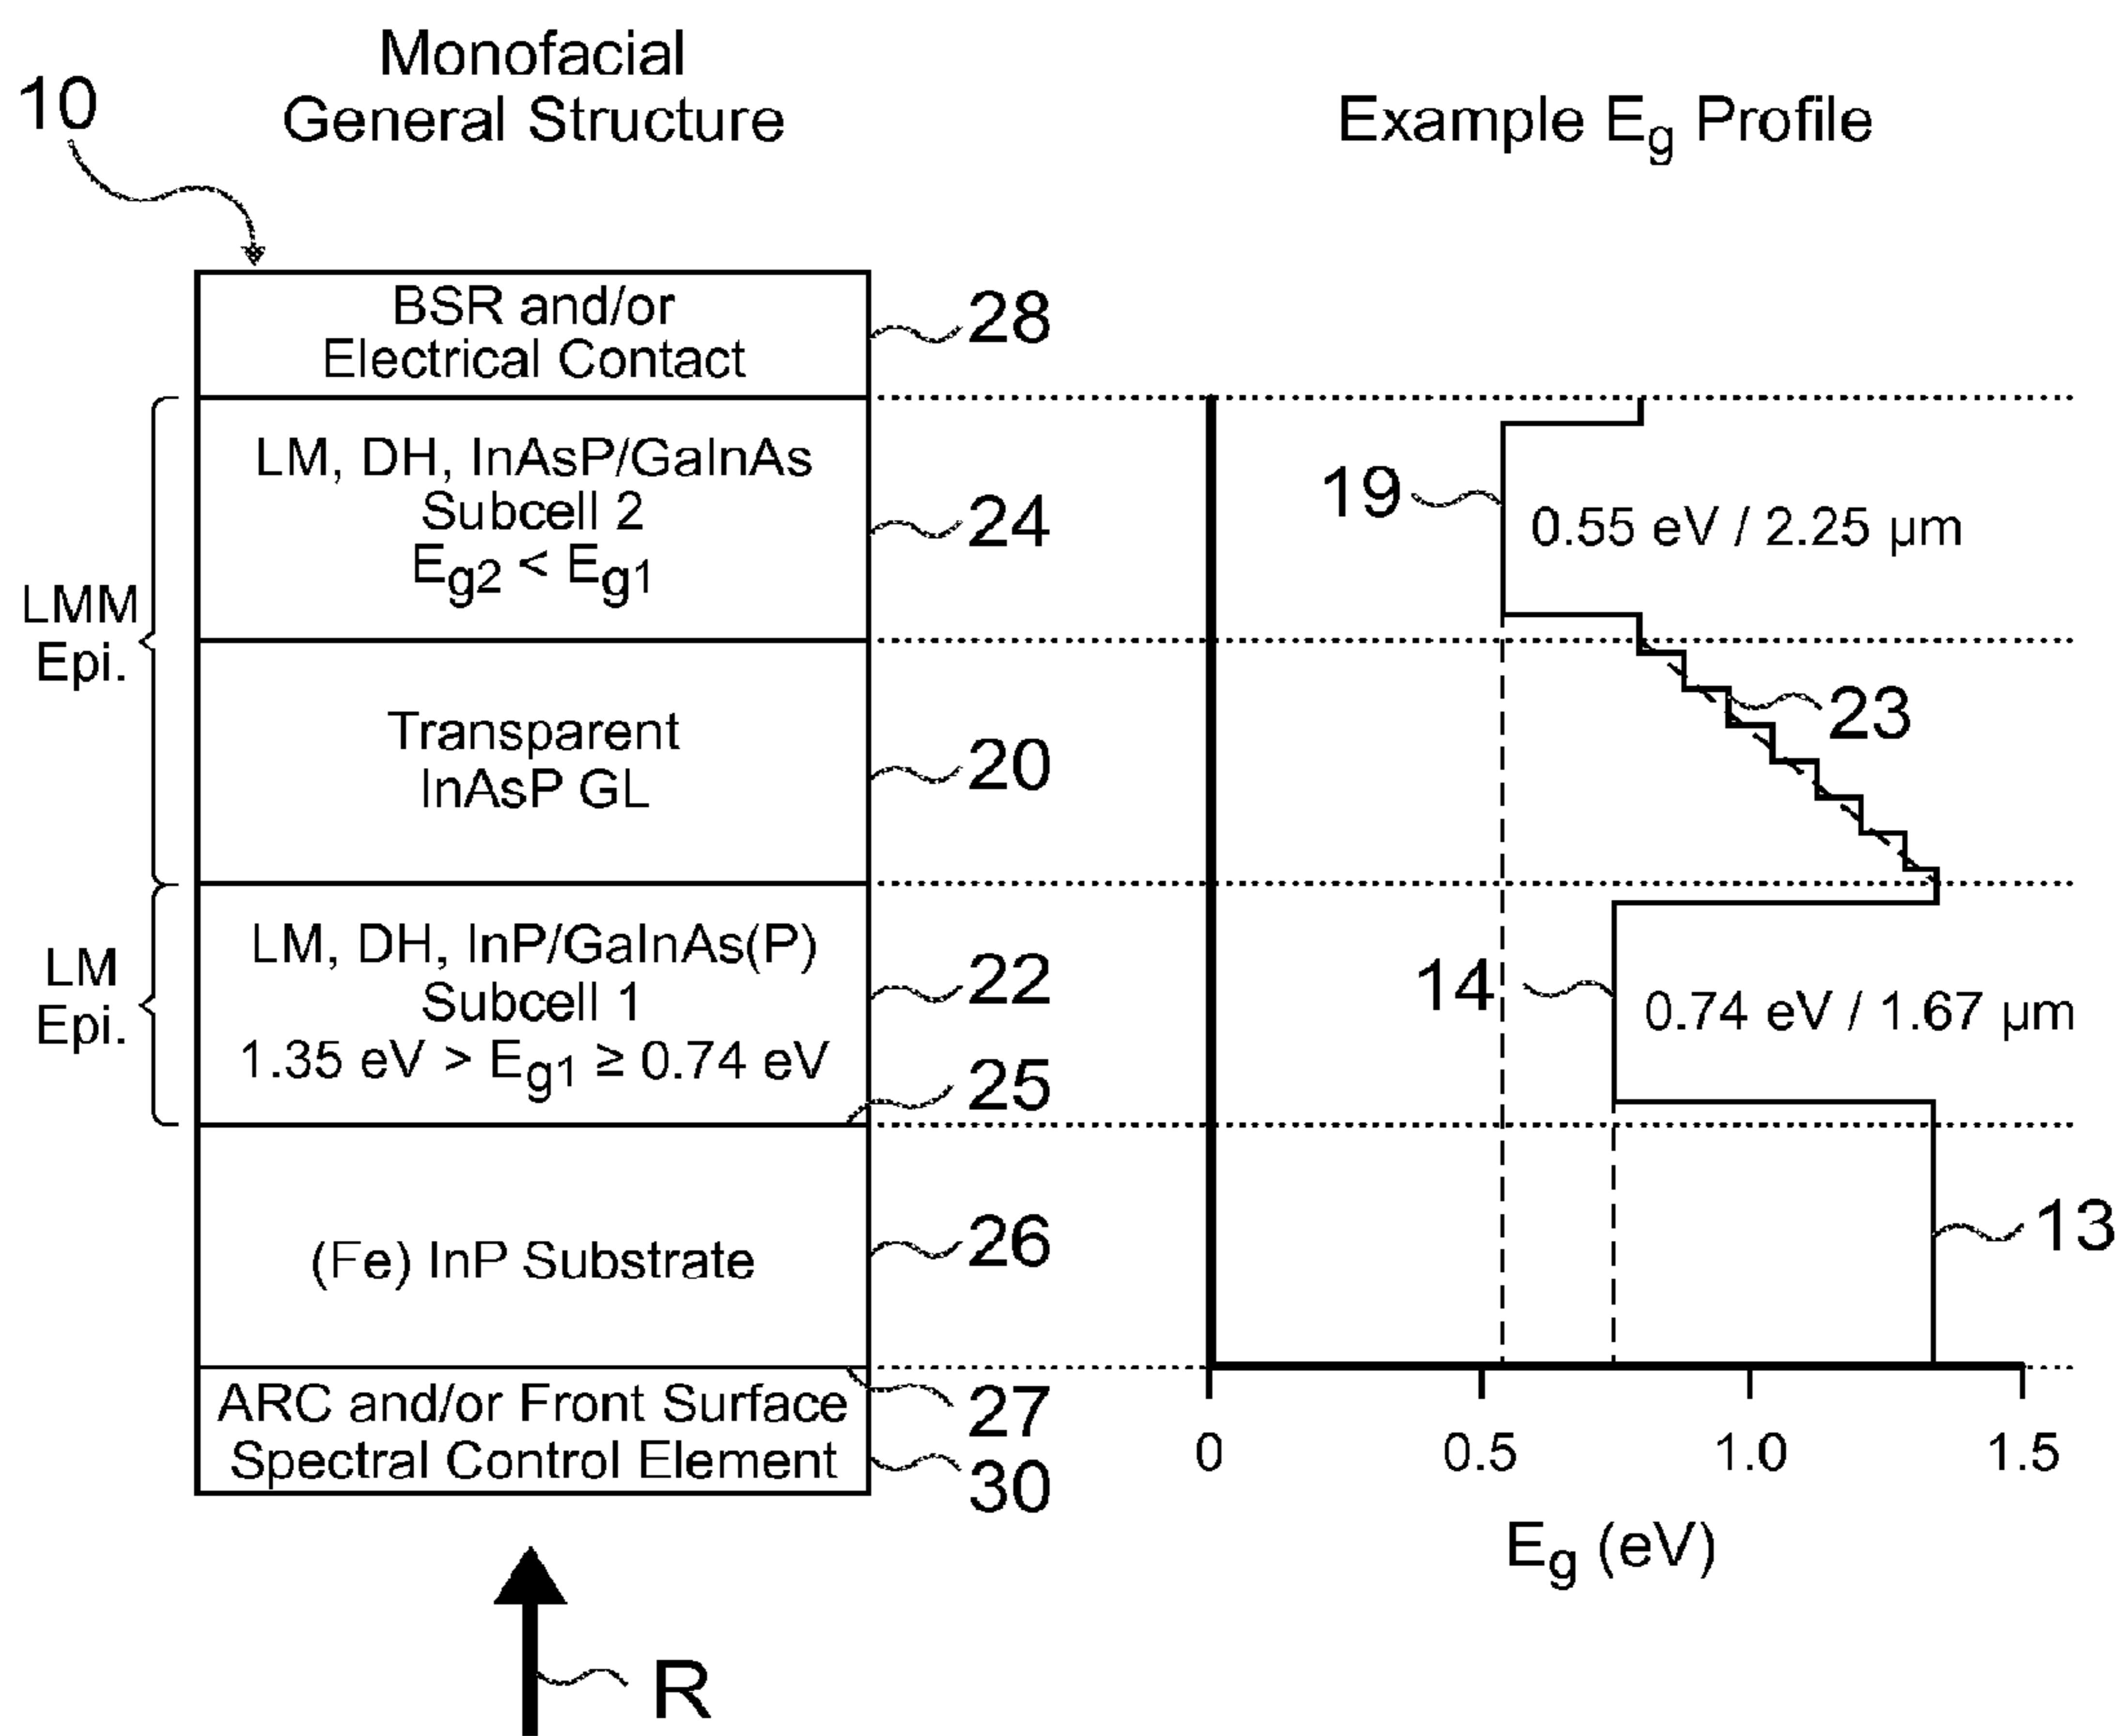 Monofacial
General Structure
Example Eg Profile
10
BSR and/or
Electrical Contact
28
LM, DH, InAsP/GaInAs
Subcell 2
Eg2 < Eg1
24
19
0.55 eV / 2.25 µm
LMM
Epi.
Transparent
InAsP GL
20
23
LM, DH, InP/GaInAs(P)
Subcell 1
1.35 eV > Eg1 ≥ 0.74 eV
22
25
14
0.74 eV / 1.67 µm
LM
Epi.
(Fe) InP Substrate
26
13
ARC and/or Front Surface
Spectral Control Element
27
30
0 0.5 1.0 1.5
Eg (eV)
R